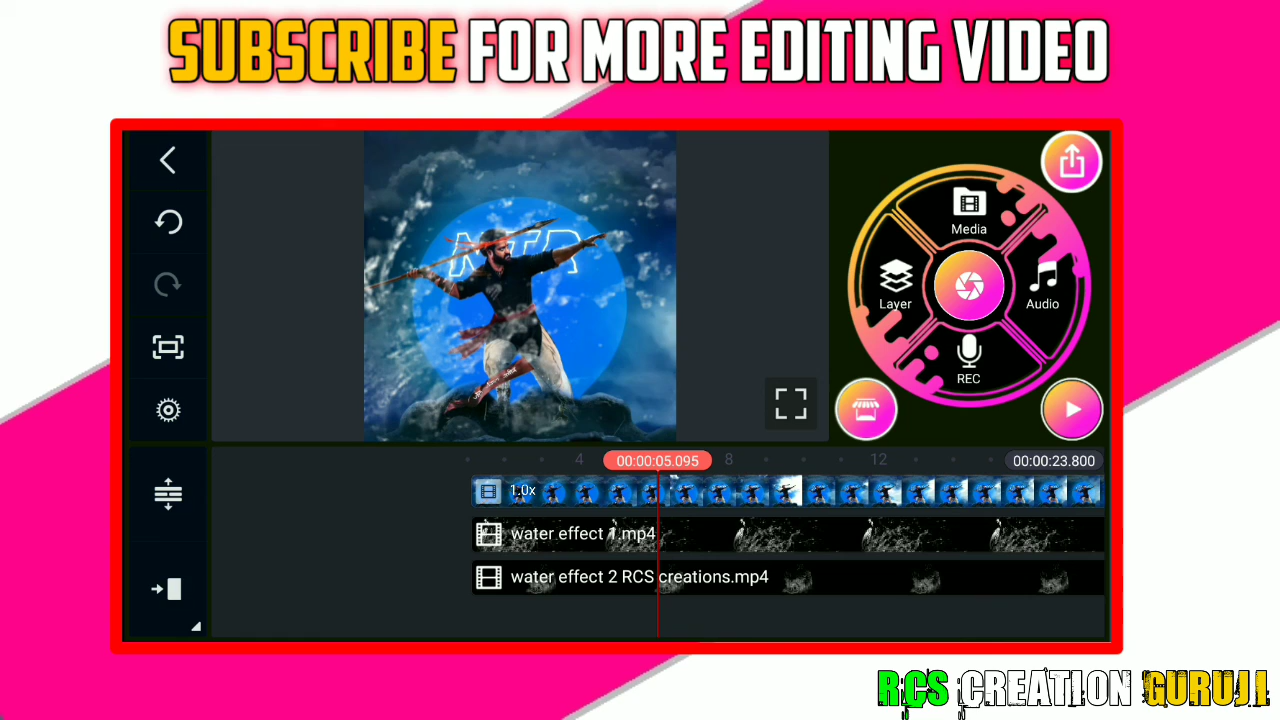 SUBSCRIBE FOR MORE EDITING VIDEO
NTR
Media
Layer
Audio
REC
4
00:00:05.095
8
12
00:00:23.800
1.0x
water effect 1.mp4
water effect 2 RCS creations.mp4
RCS CREATION GURUJI